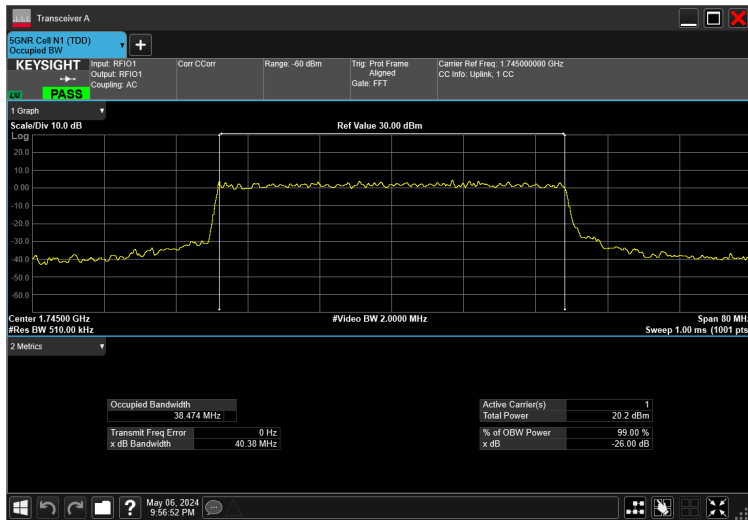 Transceiver A
5GNR Cell N1 (TDD)
Occupied BW
KEYSIGHT
LXI
PASS
Input: RFIO1
Output: RFIO1
Coupling: AC
Corr CCorr
Range: -60 dBm
Trig: Prot Frame
Aligned
Gate: FFT
Carrier Ref Freq: 1.745000000 GHz
CC Info: Uplink, 1 CC
1 Graph
Scale/Div 10.0 dB
Ref Value 30.00 dBm
Log
20.0
10.0
0.00
-10.0
-20.0
-30.0
-40.0
-50.0
-60.0
Center 1.74500 GHz
#Video BW 2.0000 MHz
Span 80 MH
#Res BW 510.00 kHz
Sweep 1.00 ms (1001 pts
2 Metrics
Occupied Bandwidth
38.474 MHz
Transmit Freq Error 0 Hz
x dB Bandwidth 40.38 MHz
Active Carrier(s) 1
Total Power 20.2 dBm
% of OBW Power 99.00 %
x dB -26.00 dB
?
May 06, 2024
9:56:52 PM